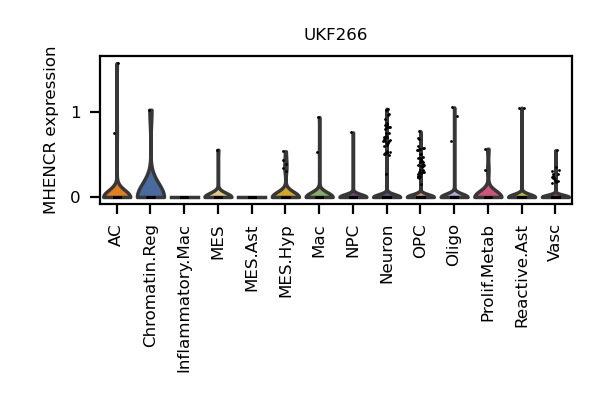 UKF266
MHENCR expression
1
0
AC
Chromatin.Reg
Inflammatory.Mac
MES
MES.Ast
MES.Hyp
Mac
NPC
Neuron
OPC
Oligo
Prolif.Metab
Reactive.Ast
Vasc